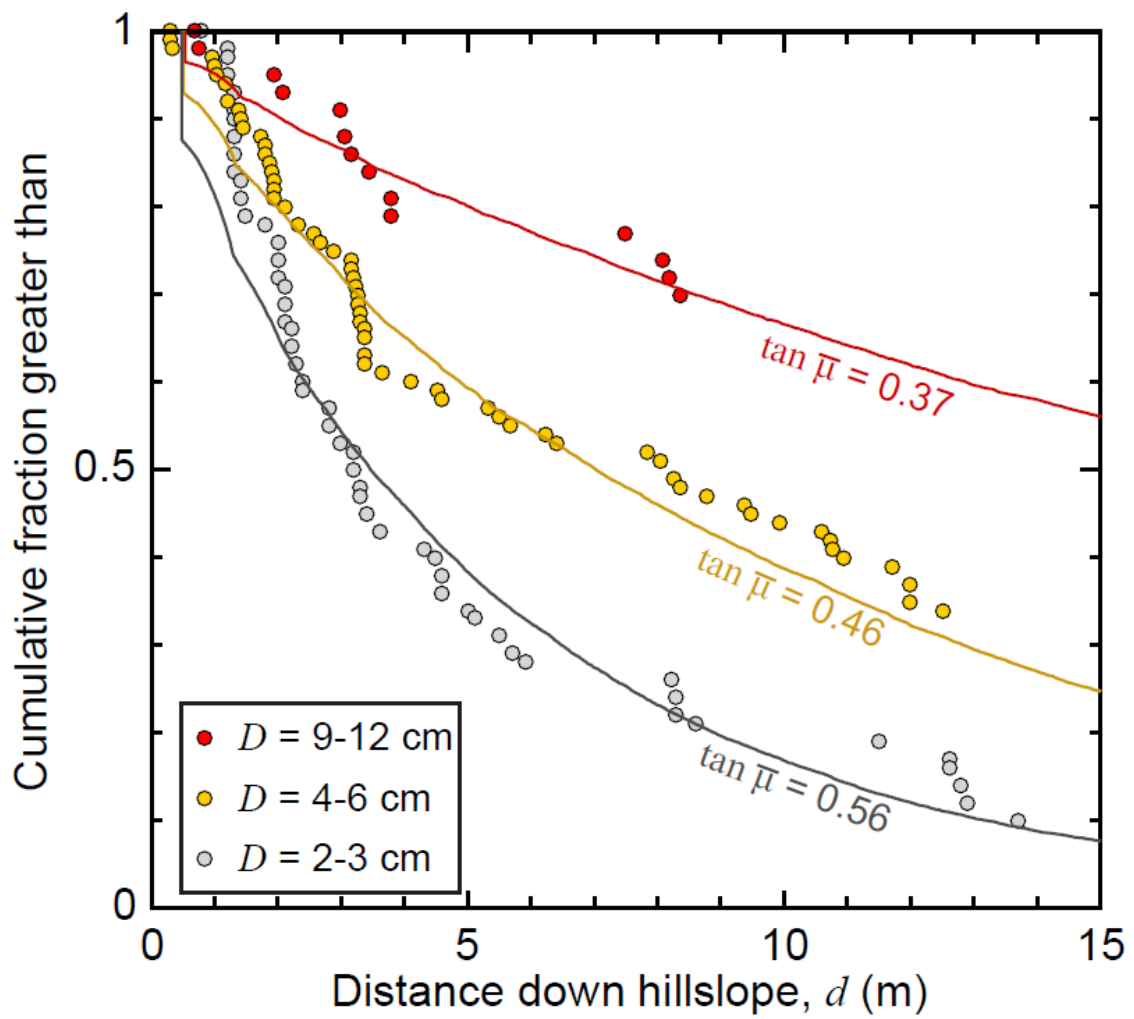 Cumulative fraction greater than
1
0.5
0
tan μ̅ = 0.37
tan μ̅ = 0.46
tan μ̅ = 0.56
D = 9-12 cm
D = 4-6 cm
D = 2-3 cm
0 5 10 15
Distance down hillslope, d (m)